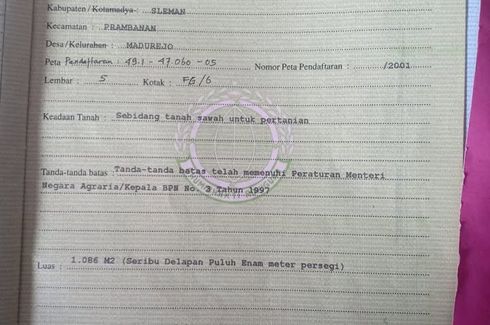 Kabupaten/Kotamadya : SLEMAN
Kecamatan : PRAMBANAN
Desa/Kelurahan : MADUREJO
Peta Pendaftaran : 49.1 - 47.060 - 05 Nomor Peta Pendaftaran : /2001
Lembar : 5 Kotak : FG/6
Keadaan Tanah : Sebidang tanah sawah untuk pertanian
Tanda-tanda batas : Tanda-tanda batas telah memenuhi Peraturan Menteri
Negara Agraria/Kepala BPN No. 3 Tahun 1997
Luas : 1.086 M2 (Seribu Delapan Puluh Enam meter persegi)